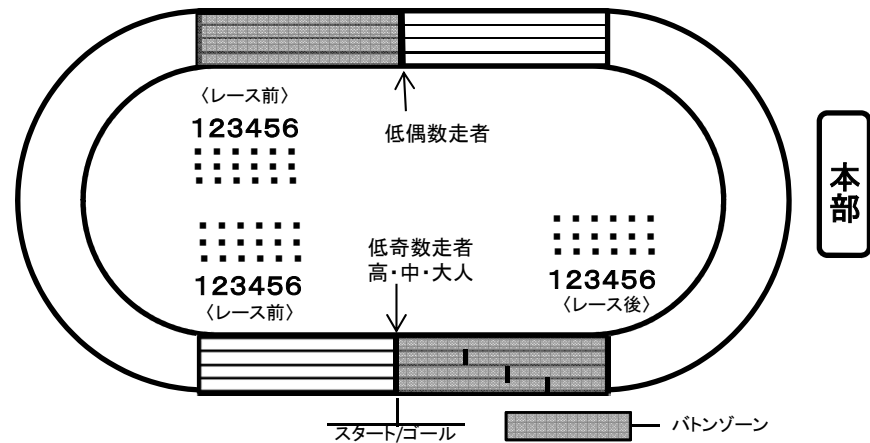 〈レース前〉
123456
低偶数走者
本部
低奇数走者
高・中・大人
123456
〈レース前〉
123456
〈レース後〉
スタート/ゴール
バトンゾーン